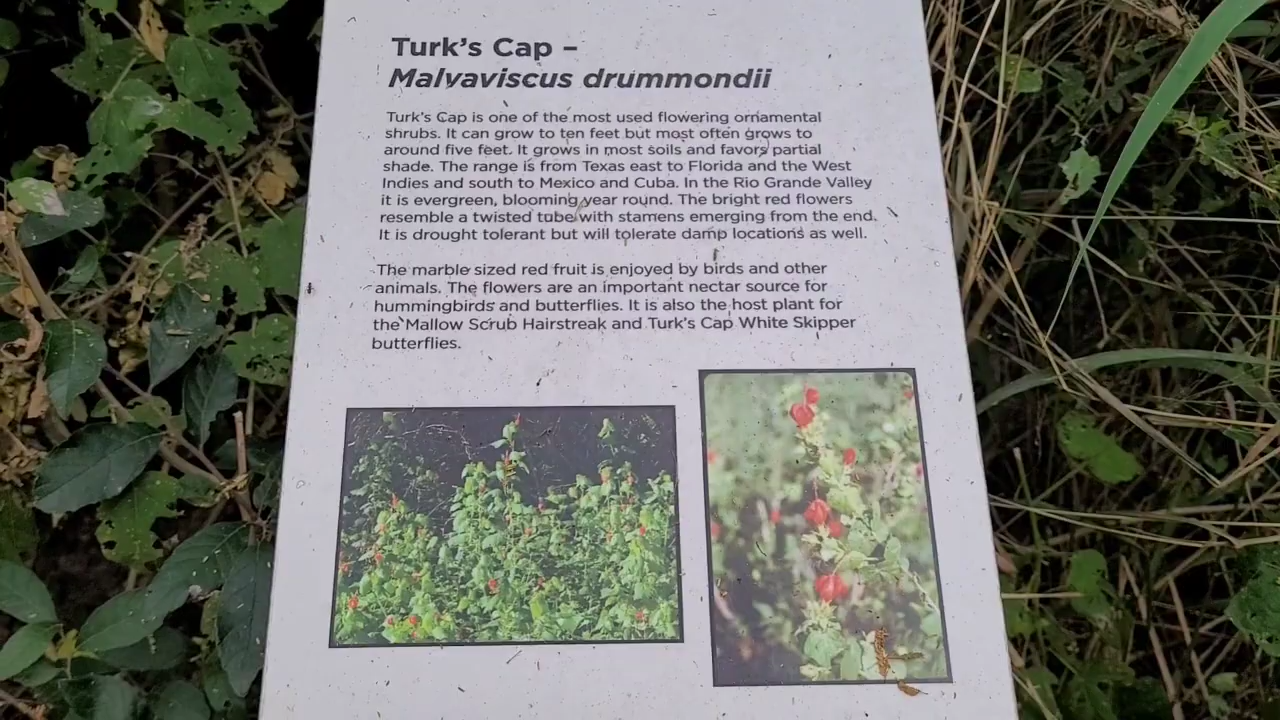 Turk's Cap –
Malvaviscus drummondii
Turk's Cap is one of the most used flowering ornamental
shrubs. It can grow to ten feet but most often grows to
around five feet. It grows in most soils and favors partial
shade. The range is from Texas east to Florida and the West
Indies and south to Mexico and Cuba. In the Rio Grande Valley
it is evergreen, blooming year round. The bright red flowers
resemble a twisted tube with stamens emerging from the end.
It is drought tolerant but will tolerate damp locations as well.
The marble sized red fruit is enjoyed by birds and other
animals. The flowers are an important nectar source for
hummingbirds and butterflies. It is also the host plant for
the Mallow Scrub Hairstreak and Turk's Cap White Skipper
butterflies.